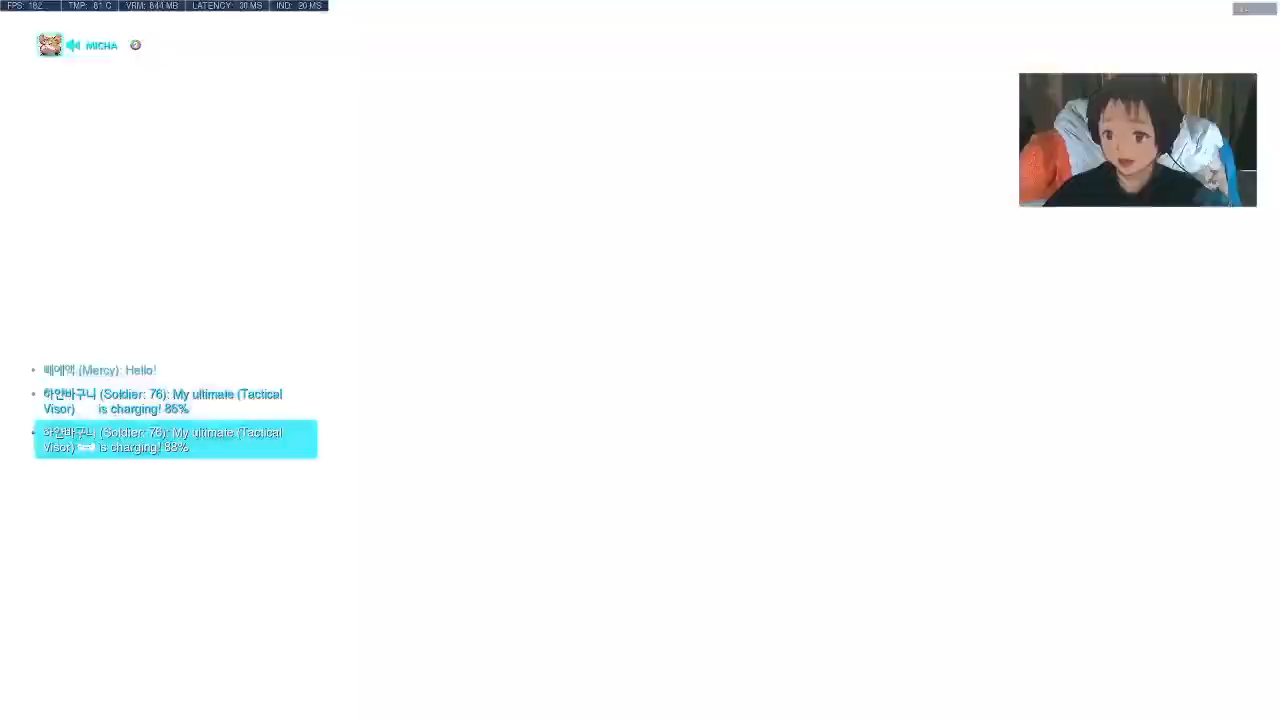 FPS: 182 TMP: 81 C VRM: 844 MB LATENCY: 30 MS IND: 20 MS
MICHA
빼애액 (Mercy): Hello!
하얀바구니 (Soldier: 76): My ultimate (Tactical
Visor) is charging! 86%
하얀바구니 (Soldier: 76): My ultimate (Tactical
Visor) is charging! 88%